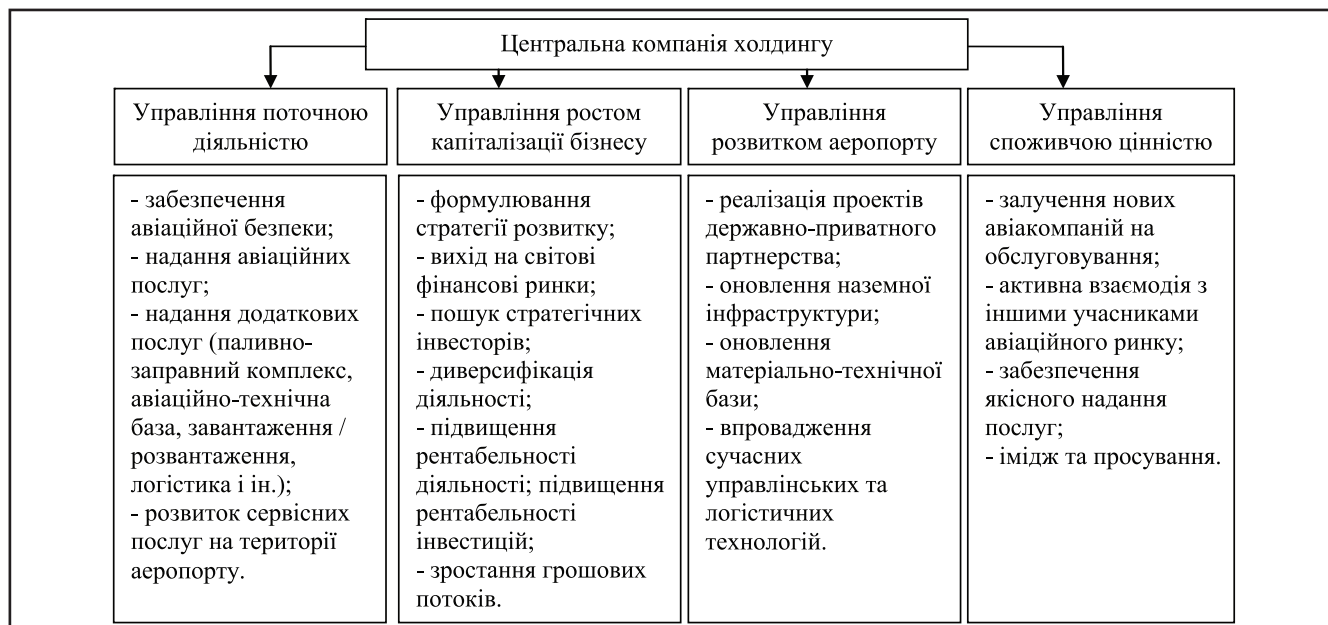 Центральна компанія холдингу
Управління поточною
діяльністю
Управління ростом
капіталізації бізнесу
Управління
розвитком аеропорту
Управління
споживчою цінністю
- забезпечення
авіаційної безпеки;
- надання авіаційних
послуг;
- надання додаткових
послуг (паливно-
заправний комплекс,
авіаційно-технічна
база, завантаження /
розвантаження,
логістика і ін.);
- розвиток сервісних
послуг на території
аеропорту.
- формулювання
стратегії розвитку;
- вихід на світові
фінансові ринки;
- пошук стратегічних
інвесторів;
- диверсифікація
діяльності;
- підвищення
рентабельності
діяльності; підвищення
рентабельності
інвестицій;
- зростання грошових
потоків.
- реалізація проектів
державно-приватного
партнерства;
- оновлення наземної
інфраструктури;
- оновлення
матеріально-технічної
бази;
- впровадження
сучасних
управлінських та
логістичних
технологій.
- залучення нових
авіакомпаній на
обслуговування;
- активна взаємодія з
іншими учасниками
авіаційного ринку;
- забезпечення
якісного надання
послуг;
- імідж та просування.